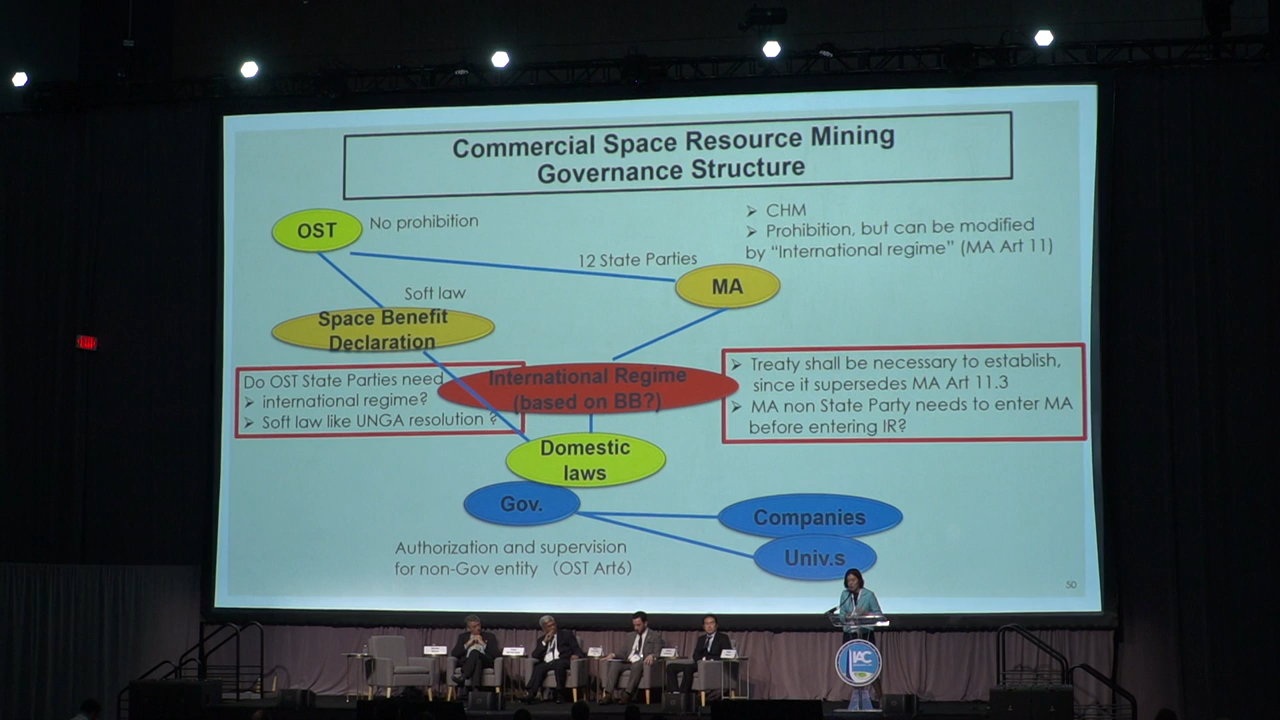 Commercial Space Resource Mining
Governance Structure
OST
No prohibition
➢ CHM
➢ Prohibition, but can be modified
by “International regime” (MA Art 11)
12 State Parties
MA
Soft law
Space Benefit
Declaration
Do OST State Parties need
➢ international regime?
➢ Soft law like UNGA resolution ?
International Regime
(based on BB?)
➢ Treaty shall be necessary to establish,
since it supersedes MA Art 11.3
➢ MA non State Party needs to enter MA
before entering IR?
Domestic
laws
Gov.
Companies
Univ.s
Authorization and supervision
for non-Gov entity (OST Art6)
50
IAC